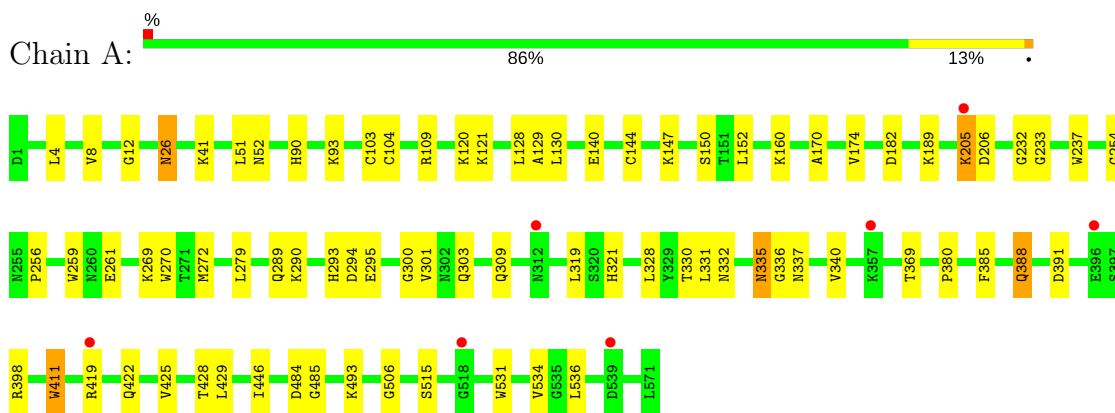 %
Chain A:
86% 13% •
D1 L4 V8 G12 N26 K41 L51 N52 H90 K93 C103 C104 R109 K120 K121 L128 A129 L130 E140 C144 K147 S150 T151 L152 K160 A170 V174 D182 K189 K205 D206 G232 G233 W237 G254
N255 P256 W259 N260 E261 K269 W270 T271 M272 L279 Q289 K290 H293 D294 E295 G300 V301 N302 Q303 Q309 N312 L319 S320 H321 L328 Y329 T330 L331 N332 N335 G336 N337 V340 K357 T369 P380 F385 Q388 D391 E396 S397
R398 W411 R419 Q422 V425 T428 L429 I446 D484 G485 K493 G506 S515 G518 W531 V534 G535 L536 D539 L571